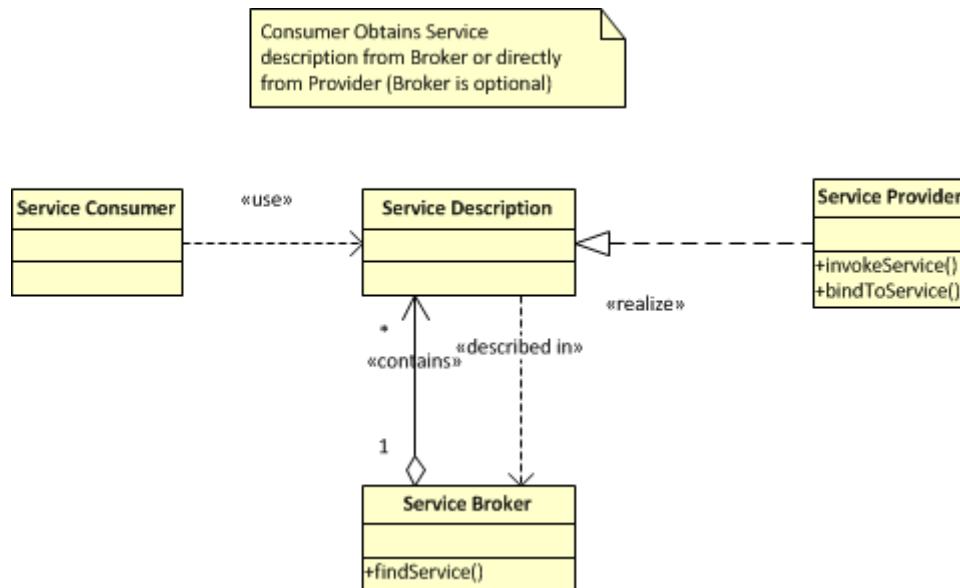 Consumer Obtains Service
description from Broker or directly
from Provider (Broker is optional)
Service Consumer
«use»
Service Description
Service Provider
+invokeService()
+bindToService()
«realize»
*
«contains»
«described in»
1
Service Broker
+findService()